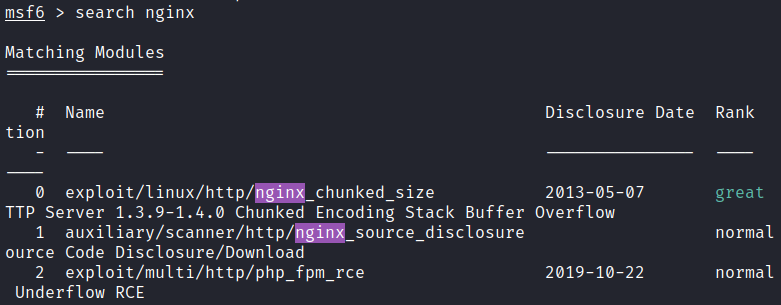 msf6 > search nginx
Matching Modules
================
# Name Disclosure Date Rank
tion
- ---- --------------- ----
----
0 exploit/linux/http/nginx_chunked_size 2013-05-07 great
TTP Server 1.3.9-1.4.0 Chunked Encoding Stack Buffer Overflow
1 auxiliary/scanner/http/nginx_source_disclosure normal
ource Code Disclosure/Download
2 exploit/multi/http/php_fpm_rce 2019-10-22 normal
Underflow RCE